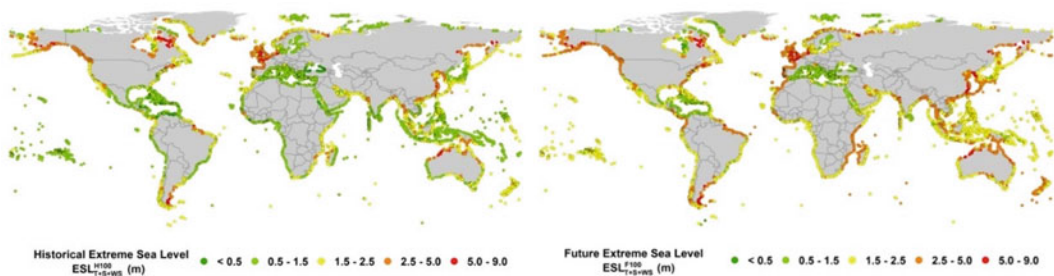 Historical Extreme Sea Level
ESL H100 T+S+WS (m) < 0.5 0.5 - 1.5 1.5 - 2.5 2.5 - 5.0 5.0 - 9.0
Future Extreme Sea Level
ESL F100 T+S+WS (m) < 0.5 0.5 - 1.5 1.5 - 2.5 2.5 - 5.0 5.0 - 9.0